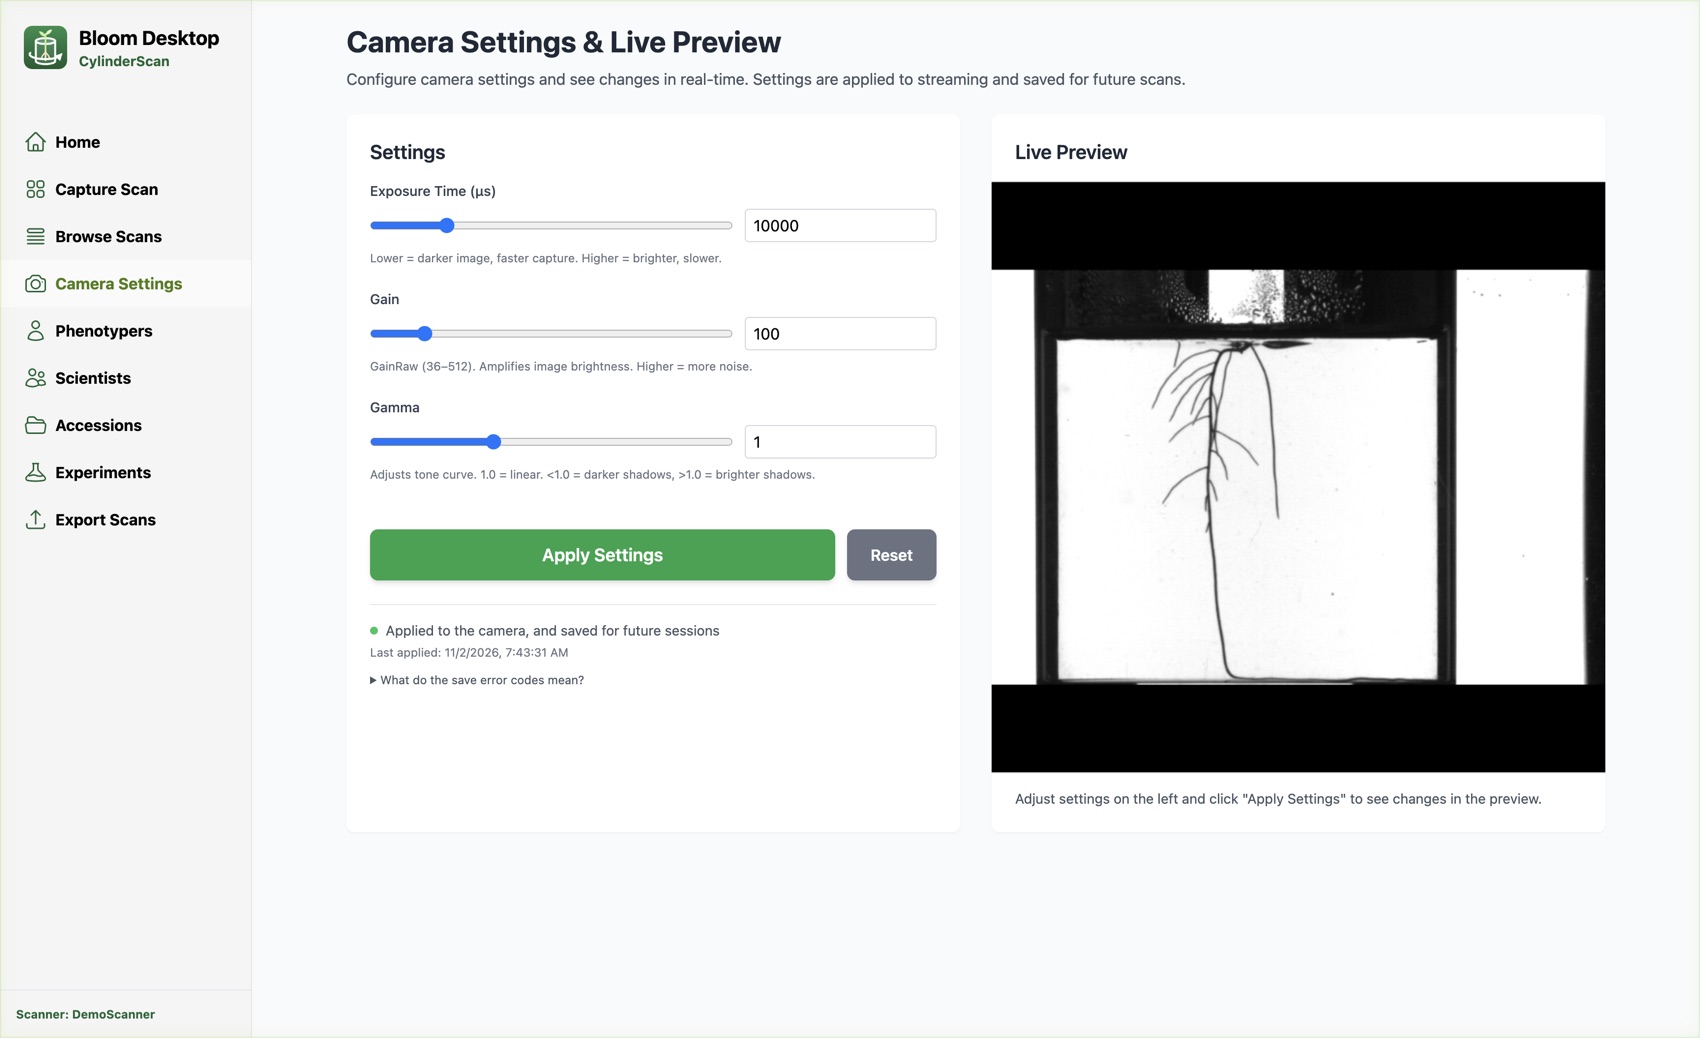 Bloom Desktop
CylinderScan
Home
Capture Scan
Browse Scans
Camera Settings
Phenotypers
Scientists
Accessions
Experiments
Export Scans
Scanner: DemoScanner
Camera Settings & Live Preview
Configure camera settings and see changes in real-time. Settings are applied to streaming and saved for future scans.
Settings
Exposure Time (µs)
10000
Lower = darker image, faster capture. Higher = brighter, slower.
Gain
100
GainRaw (36–512). Amplifies image brightness. Higher = more noise.
Gamma
1
Adjusts tone curve. 1.0 = linear. <1.0 = darker shadows, >1.0 = brighter shadows.
Apply Settings
Reset
Applied to the camera, and saved for future sessions
Last applied: 11/2/2026, 7:43:31 AM
What do the save error codes mean?
Live Preview
Adjust settings on the left and click "Apply Settings" to see changes in the preview.